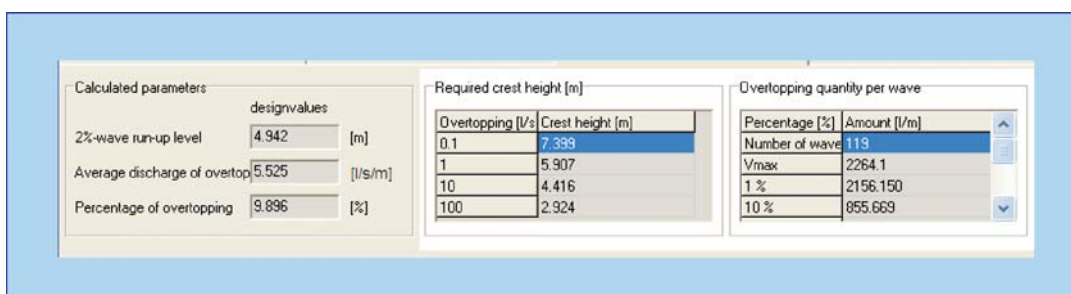 Calculated parameters
designvalues
2%-wave run-up level 4.942 [m]
Average discharge of overtop 5.525 [l/s/m]
Percentage of overtopping 9.896 [%]
Required crest height [m]
Overtopping [l/s Crest height [m]
0.1 7.399
1 5.907
10 4.416
100 2.924
Overtopping quantity per wave
Percentage [%] Amount [l/m]
Number of wave 119
Vmax 2264.1
1 % 2156.150
10 % 855.669